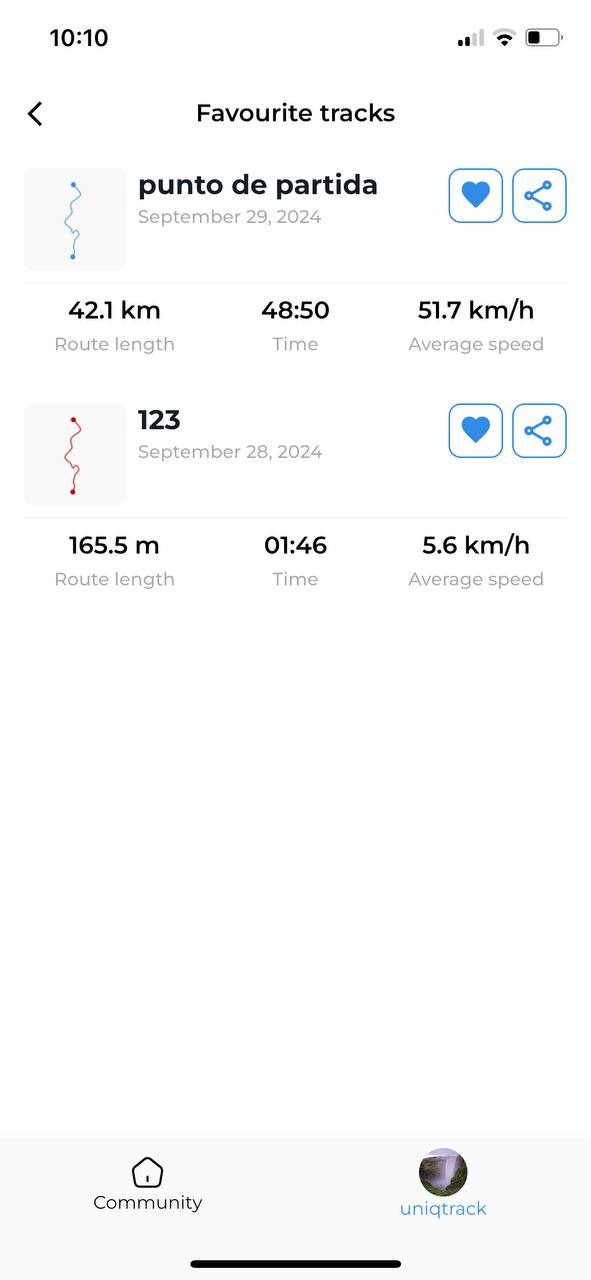 10:10
Favourite tracks
punto de partida
September 29, 2024
42.1 km 48:50 51.7 km/h
Route length Time Average speed
123
September 28, 2024
165.5 m 01:46 5.6 km/h
Route length Time Average speed
Community uniqtrack